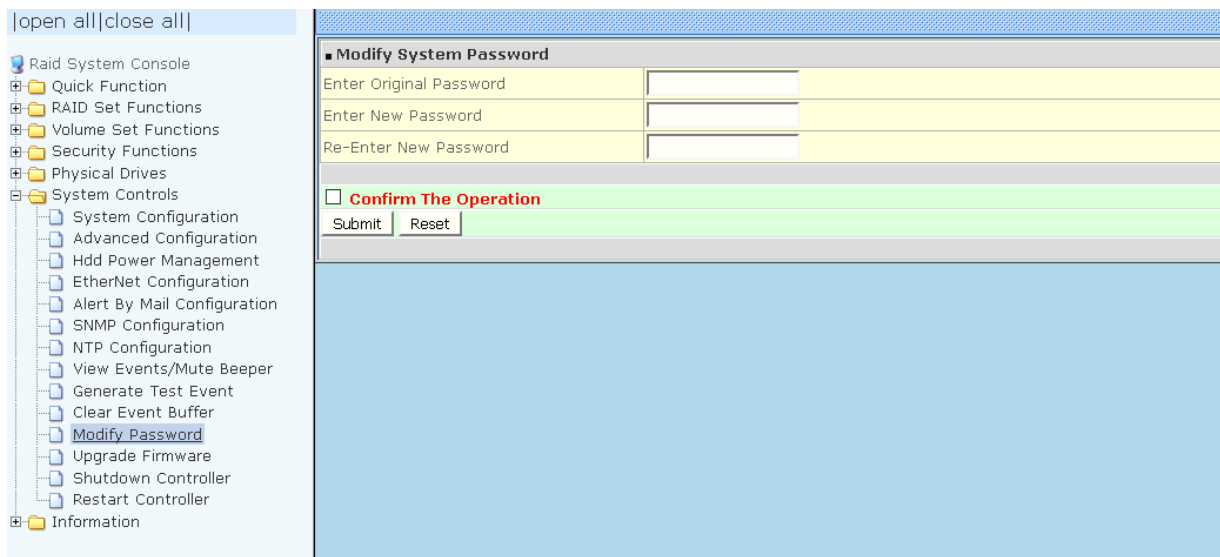 |open all|close all|
Raid System Console
Quick Function
RAID Set Functions
Volume Set Functions
Security Functions
Physical Drives
System Controls
System Configuration
Advanced Configuration
Hdd Power Management
EtherNet Configuration
Alert By Mail Configuration
SNMP Configuration
NTP Configuration
View Events/Mute Beeper
Generate Test Event
Clear Event Buffer
Modify Password
Upgrade Firmware
Shutdown Controller
Restart Controller
Information
Modify System Password
Enter Original Password
Enter New Password
Re-Enter New Password
Confirm The Operation
Submit Reset